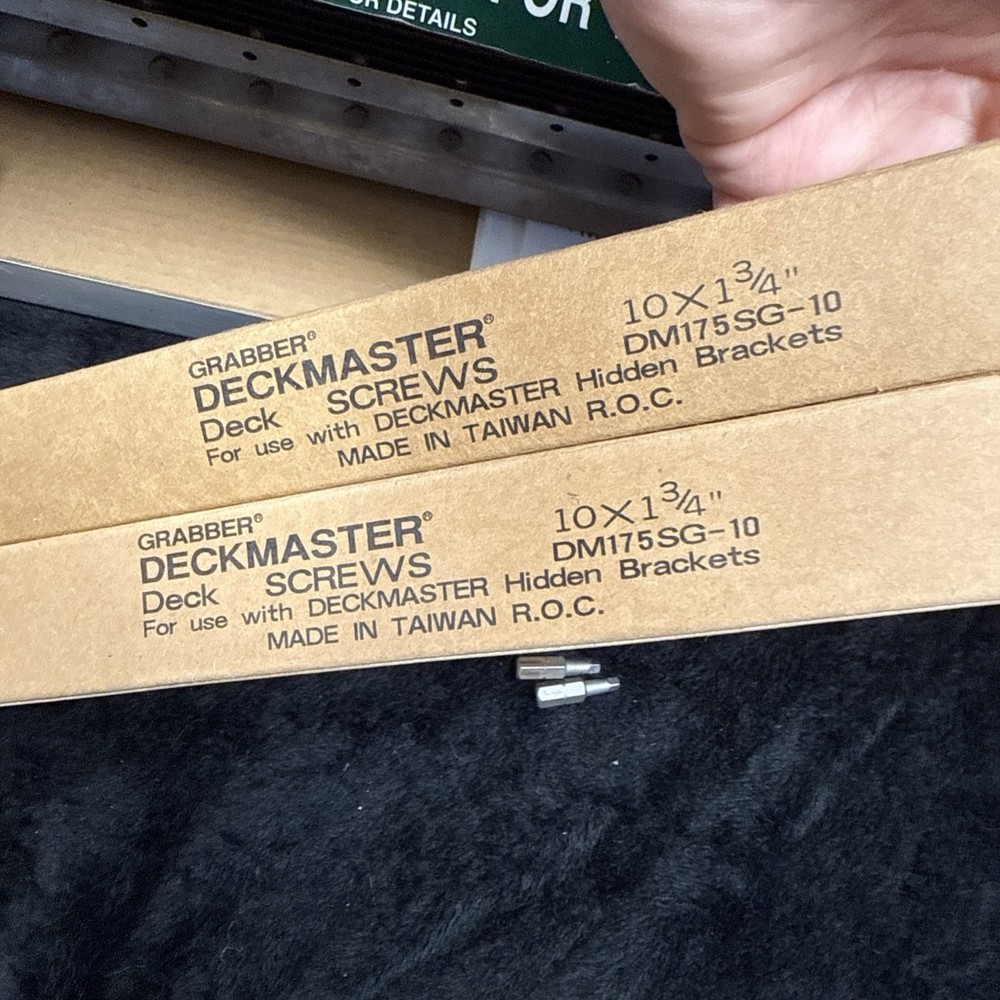 OR DETAILS
FOR
GRABBER®
DECKMASTER®
Deck SCREWS
For use with DECKMASTER Hidden Brackets
MADE IN TAIWAN R.O.C.
10×1¾"
DM175SG-10
GRABBER®
DECKMASTER®
Deck SCREWS
For use with DECKMASTER Hidden Brackets
MADE IN TAIWAN R.O.C.
10×1¾"
DM175SG-10